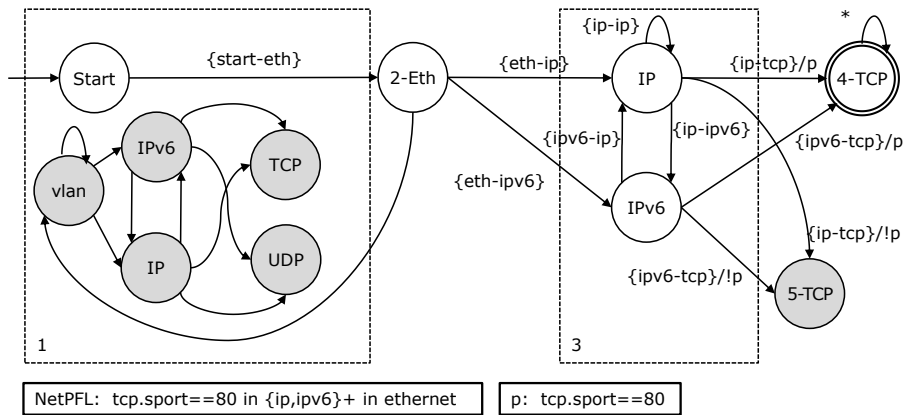 *
{ip-ip}
{start-eth}
{eth-ip}
{ip-tcp}/p
Start
2-Eth
IP
4-TCP
IPv6
{ipv6-ip}
{ip-ipv6}
{ipv6-tcp}/p
TCP
vlan
{eth-ipv6}
IPv6
{ip-tcp}/!p
IP
UDP
{ipv6-tcp}/!p
5-TCP
1
3
NetPFL: tcp.sport==80 in {ip,ipv6}+ in ethernet
p: tcp.sport==80